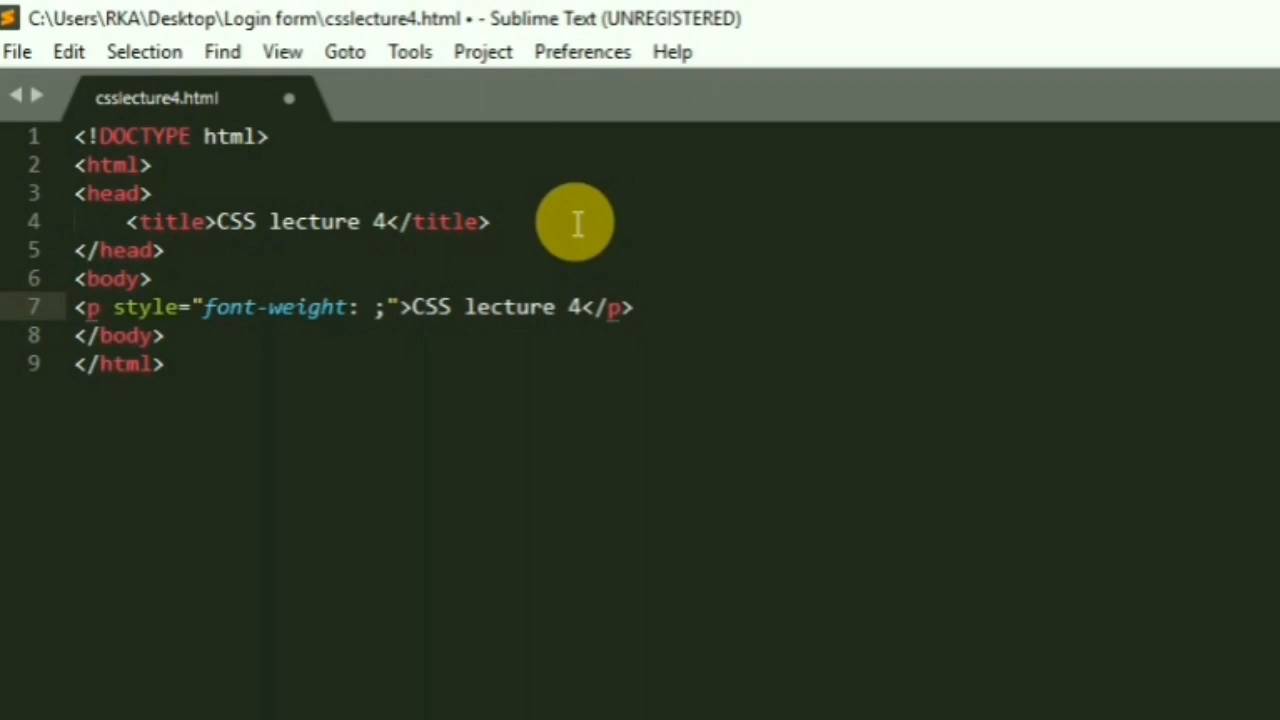 C:\Users\RKA\Desktop\Login form\csslecture4.html • - Sublime Text (UNREGISTERED)
File Edit Selection Find View Goto Tools Project Preferences Help
csslecture4.html
1 <!DOCTYPE html>
2 <html>
3 <head>
4 <title>CSS lecture 4</title>
5 </head>
6 <body>
7 <p style="font-weight: ;">CSS lecture 4</p>
8 </body>
9 </html>